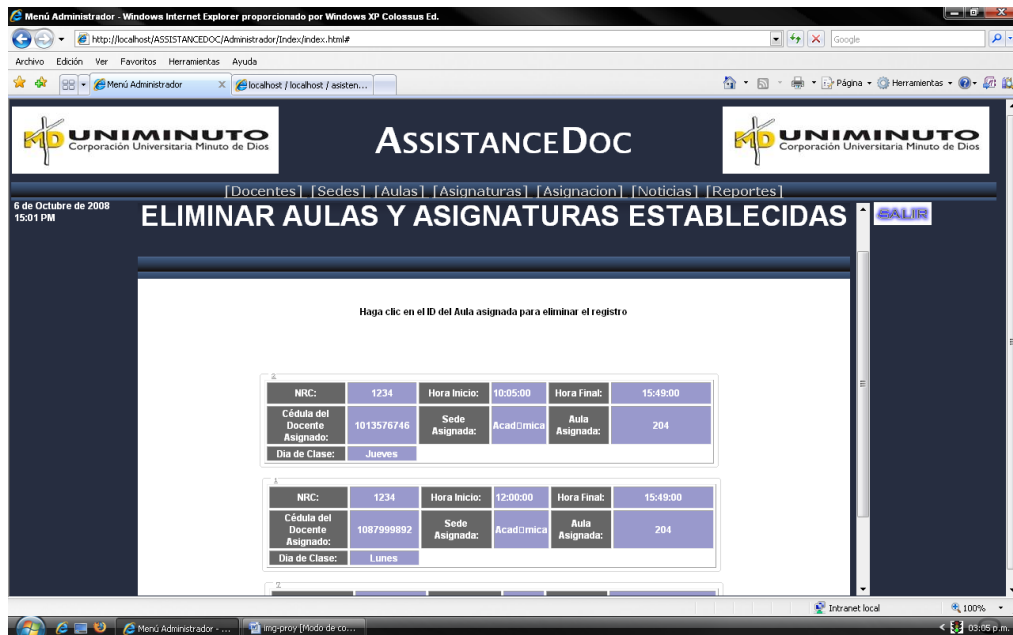 Menú Administrador - Windows Internet Explorer proporcionado por Windows XP Colossus Ed.
http://localhost/ASSISTANCEDOC/Administrador/Index/index.html#
Google
Archivo Edición Ver Favoritos Herramientas Ayuda
Menú Administrador
localhost / localhost / asisten...
Página
Herramientas
UNIMINUTO
Corporación Universitaria Minuto de Dios
ASSISTANCEDOC
UNIMINUTO
Corporación Universitaria Minuto de Dios
[Docentes] [Sedes] [Aulas] [Asignaturas] [Asignacion] [Noticias] [Reportes]
6 de Octubre de 2008
15:01 PM
ELIMINAR AULAS Y ASIGNATURAS ESTABLECIDAS
SALIR
Haga clic en el ID del Aula asignada para eliminar el registro
NRC: 1234 Hora Inicio: 10:05:00 Hora Final: 15:49:00
Cédula del Docente Asignado: 1013576746 Sede Asignada: Acad□mica Aula Asignada: 204
Dia de Clase: Jueves
NRC: 1234 Hora Inicio: 12:00:00 Hora Final: 15:49:00
Cédula del Docente Asignado: 1087999892 Sede Asignada: Acad□mica Aula Asignada: 204
Dia de Clase: Lunes
Intranet local
100%
Menú Administrador - ...
img-proy [Modo de co...
03:05 p.m.